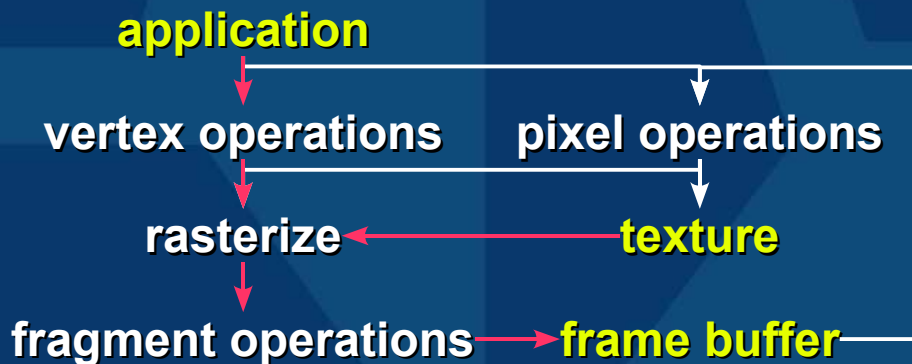 application
vertex operations pixel operations
rasterize texture
fragment operations frame buffer